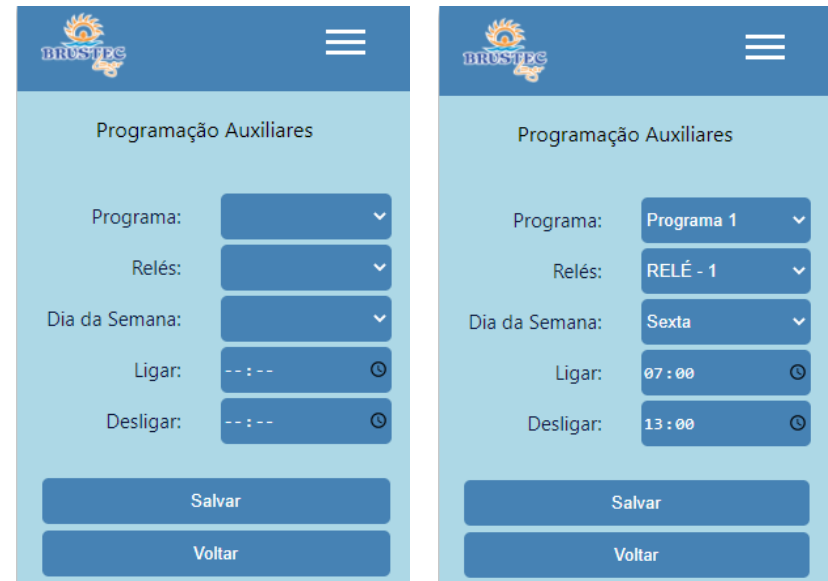 BRUSTEC
Programação Auxiliares
Programa:
Relés:
Dia da Semana:
Ligar: --:--
Desligar: --:--
Salvar
Voltar
BRUSTEC
Programação Auxiliares
Programa: Programa 1
Relés: RELÉ - 1
Dia da Semana: Sexta
Ligar: 07:00
Desligar: 13:00
Salvar
Voltar